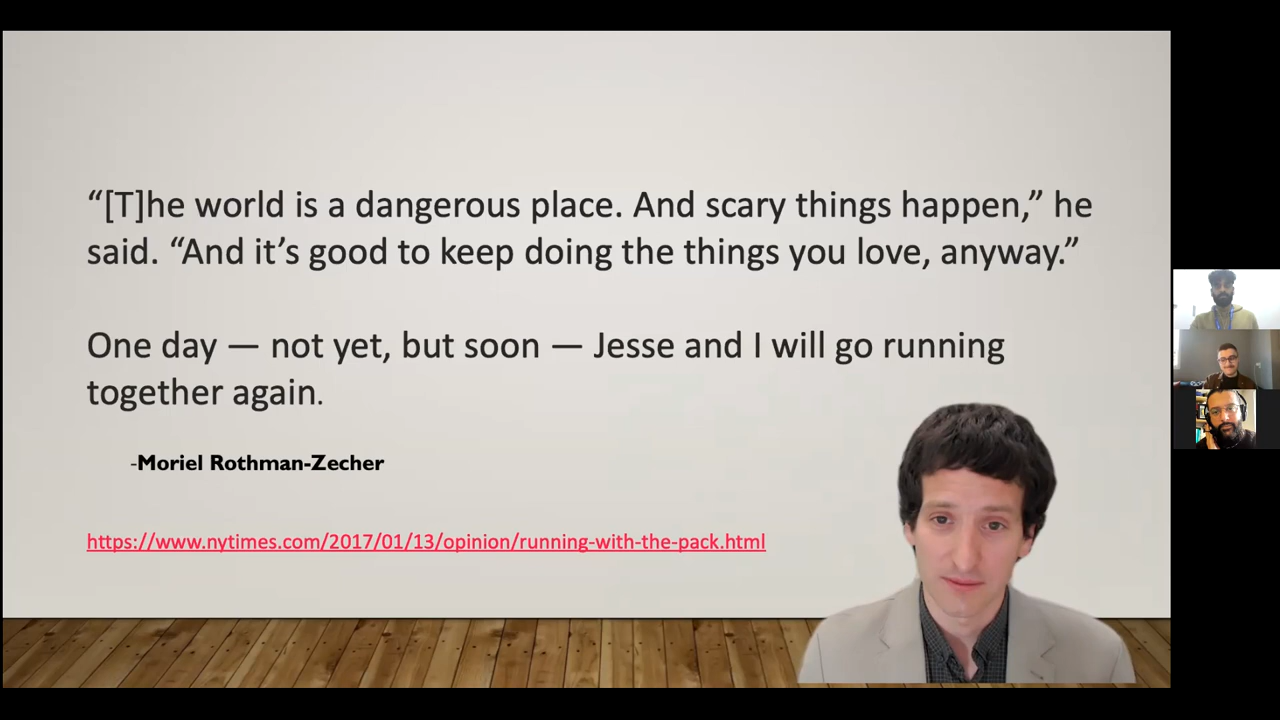 “[T]he world is a dangerous place. And scary things happen,” he
said. “And it’s good to keep doing the things you love, anyway.”
One day — not yet, but soon — Jesse and I will go running
together again.
-Moriel Rothman-Zecher
https://www.nytimes.com/2017/01/13/opinion/running-with-the-pack.html